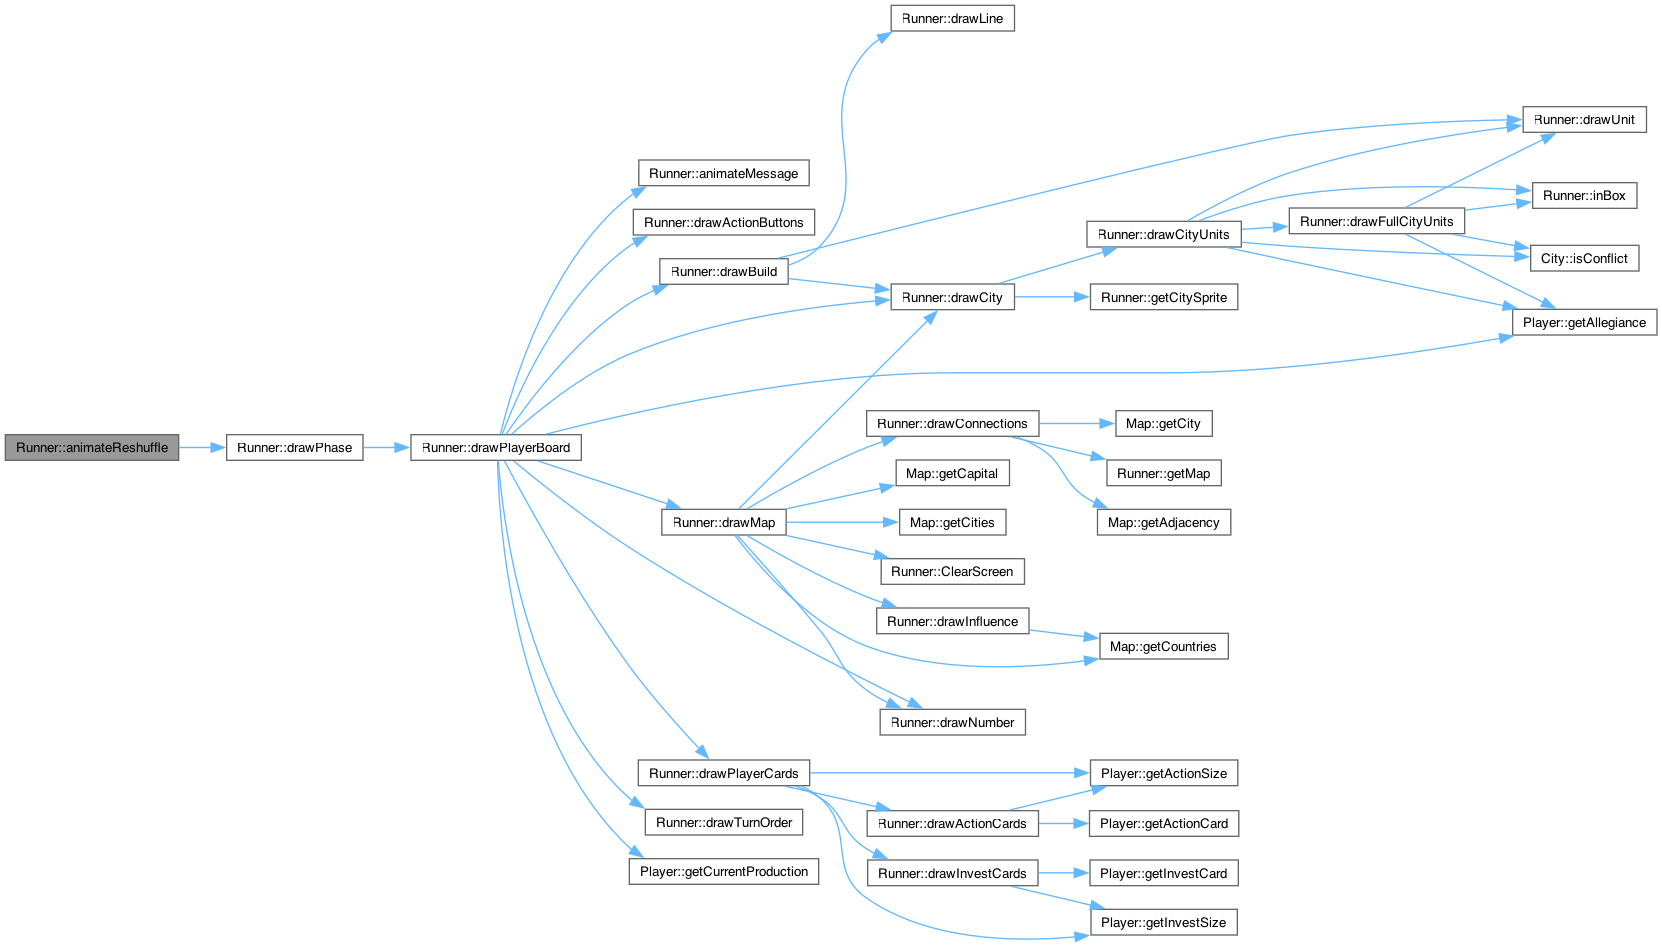 Runner::animateReshuffle
Runner::drawPhase
Runner::drawPlayerBoard
Runner::animateMessage
Runner::drawActionButtons
Runner::drawBuild
Runner::drawMap
Runner::drawPlayerCards
Runner::drawTurnOrder
Player::getCurrentProduction
Runner::drawLine
Runner::drawCity
Runner::drawConnections
Map::getCapital
Map::getCities
Runner::ClearScreen
Runner::drawInfluence
Runner::drawNumber
Runner::drawActionCards
Runner::drawInvestCards
Runner::drawCityUnits
Runner::getCitySprite
Map::getCity
Runner::getMap
Map::getAdjacency
Map::getCountries
Player::getActionSize
Player::getActionCard
Player::getInvestCard
Player::getInvestSize
Runner::drawFullCityUnits
Runner::drawUnit
Runner::inBox
City::isConflict
Player::getAllegiance